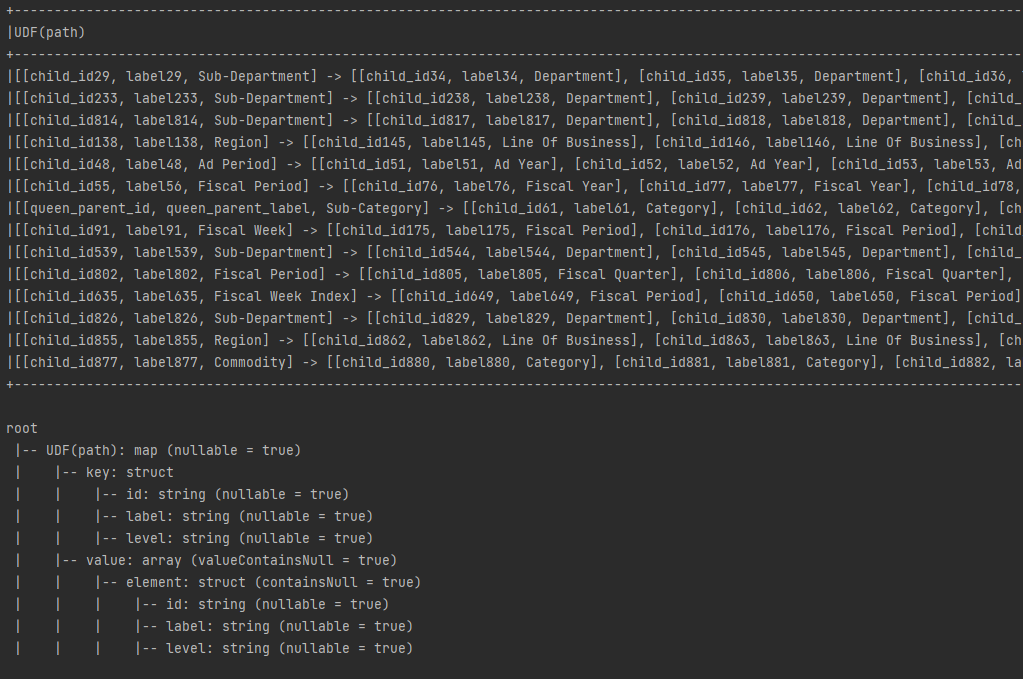 +-------------------------------------------------------------------------------------------------------------------------------
|UDF(path)
+-------------------------------------------------------------------------------------------------------------------------------
|[[child_id29, label29, Sub-Department] -> [[child_id34, label34, Department], [child_id35, label35, Department], [child_id36,
|[[child_id233, label233, Sub-Department] -> [[child_id238, label238, Department], [child_id239, label239, Department], [child_
|[[child_id814, label814, Sub-Department] -> [[child_id817, label817, Department], [child_id818, label818, Department], [child_
|[[child_id138, label138, Region] -> [[child_id145, label145, Line Of Business], [child_id146, label146, Line Of Business], [ch
|[[child_id48, label48, Ad Period] -> [[child_id51, label51, Ad Year], [child_id52, label52, Ad Year], [child_id53, label53, Ad
|[[child_id55, label56, Fiscal Period] -> [[child_id76, label76, Fiscal Year], [child_id77, label77, Fiscal Year], [child_id78,
|[[queen_parent_id, queen_parent_label, Sub-Category] -> [[child_id61, label61, Category], [child_id62, label62, Category], [ch
|[[child_id91, label91, Fiscal Week] -> [[child_id175, label175, Fiscal Period], [child_id176, label176, Fiscal Period], [child
|[[child_id539, label539, Sub-Department] -> [[child_id544, label544, Department], [child_id545, label545, Department], [child_
|[[child_id802, label802, Fiscal Period] -> [[child_id805, label805, Fiscal Quarter], [child_id806, label806, Fiscal Quarter],
|[[child_id635, label635, Fiscal Week Index] -> [[child_id649, label649, Fiscal Period], [child_id650, label650, Fiscal Period]
|[[child_id826, label826, Sub-Department] -> [[child_id829, label829, Department], [child_id830, label830, Department], [child_
|[[child_id855, label855, Region] -> [[child_id862, label862, Line Of Business], [child_id863, label863, Line Of Business], [ch
|[[child_id877, label877, Commodity] -> [[child_id880, label880, Category], [child_id881, label881, Category], [child_id882, la
+-------------------------------------------------------------------------------------------------------------------------------
root
 |-- UDF(path): map (nullable = true)
 |    |-- key: struct
 |    |    |-- id: string (nullable = true)
 |    |    |-- label: string (nullable = true)
 |    |    |-- level: string (nullable = true)
 |    |-- value: array (valueContainsNull = true)
 |    |    |-- element: struct (containsNull = true)
 |    |    |    |-- id: string (nullable = true)
 |    |    |    |-- label: string (nullable = true)
 |    |    |    |-- level: string (nullable = true)